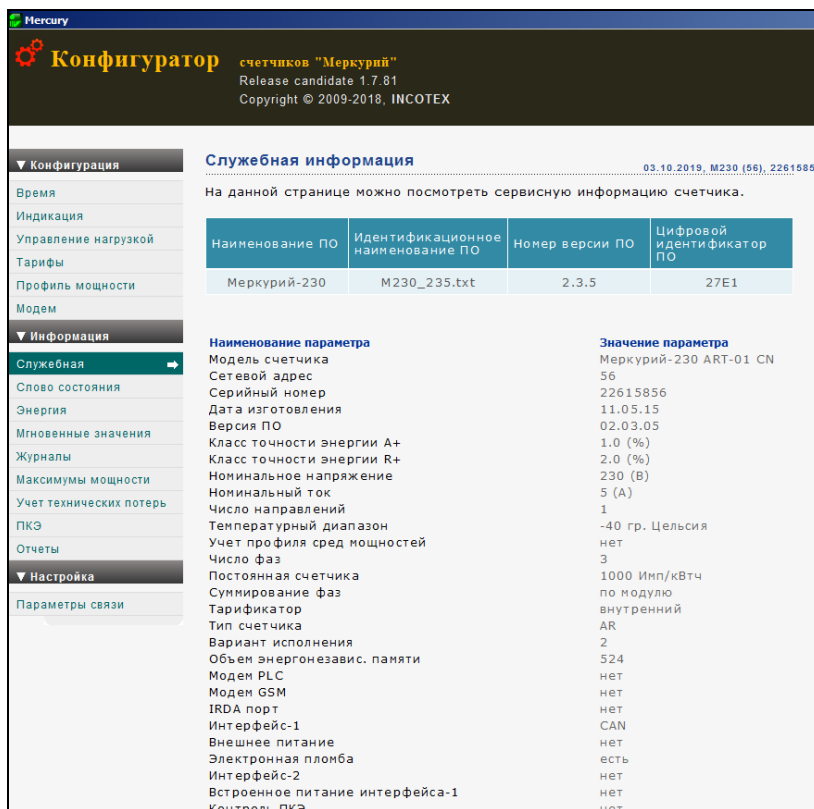 Mercury
Конфигуратор
счетчиков "Меркурий"
Release candidate 1.7.81
Copyright © 2009-2018, INCOTEX
▼ Конфигурация
Время
Индикация
Управление нагрузкой
Тарифы
Профиль мощности
Модем
▼ Информация
Служебная
Слово состояния
Энергия
Мгновенные значения
Журналы
Максимумы мощности
Учет технических потерь
ПКЭ
Отчеты
▼ Настройка
Параметры связи
Служебная информация
03.10.2019, M230 (56), 2261585
На данной странице можно посмотреть сервисную информацию счетчика.
Наименование ПО Идентификационное наименование ПО Номер версии ПО Цифровой идентификатор ПО
Меркурий-230 M230_235.txt 2.3.5 27E1
Наименование параметра Значение параметра
Модель счетчика Меркурий-230 ART-01 CN
Сетевой адрес 56
Серийный номер 22615856
Дата изготовления 11.05.15
Версия ПО 02.03.05
Класс точности энергии A+ 1.0 (%)
Класс точности энергии R+ 2.0 (%)
Номинальное напряжение 230 (В)
Номинальный ток 5 (А)
Число направлений 1
Температурный диапазон -40 гр. Цельсия
Учет профиля сред мощностей нет
Число фаз 3
Постоянная счетчика 1000 Имп/кВтч
Суммирование фаз по модулю
Тарификатор внутренний
Тип счетчика AR
Вариант исполнения 2
Объем энергонезавис. памяти 524
Модем PLC нет
Модем GSM нет
IRDA порт нет
Интерфейс-1 CAN
Внешнее питание нет
Электронная пломба есть
Интерфейс-2 нет
Встроенное питание интерфейса-1 нет
Контроль ПКЭ нет